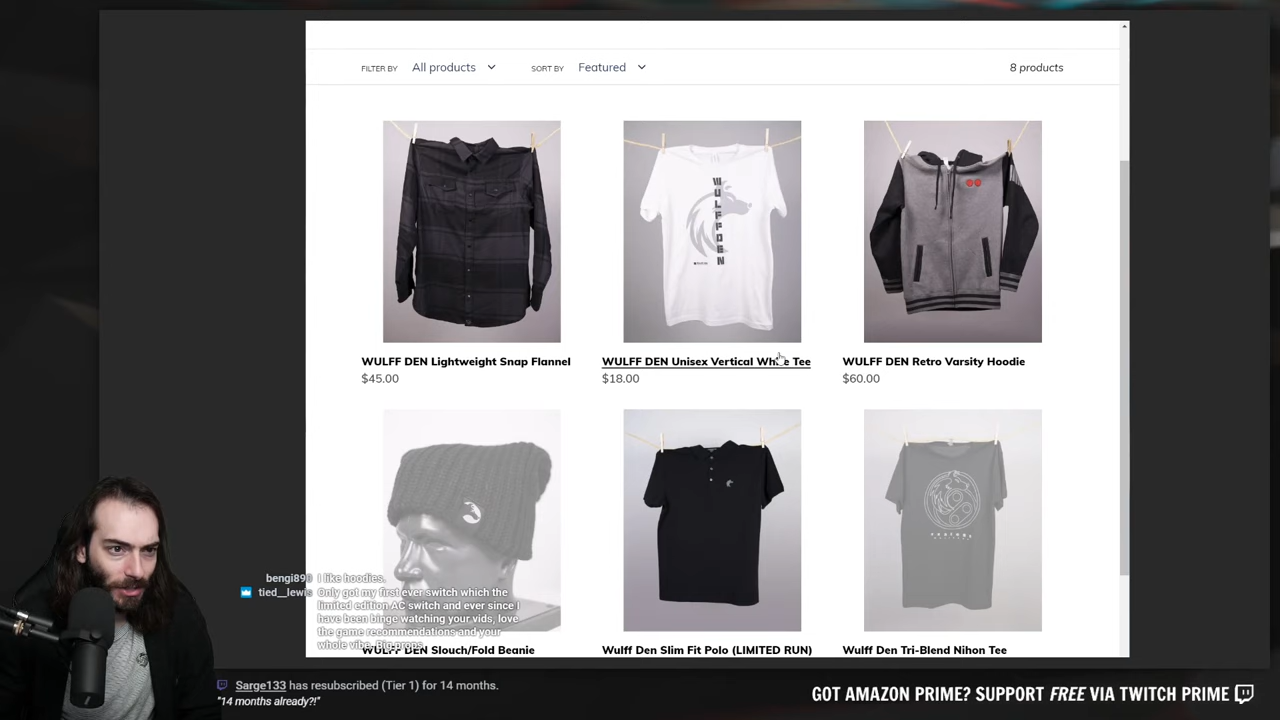 FILTER BY All products SORT BY Featured 8 products
WULFFDEN
WULFF DEN Lightweight Snap Flannel
$45.00
WULFF DEN Unisex Vertical White Tee
$18.00
WULFF DEN Retro Varsity Hoodie
$60.00
bengi890 I like hoodies.
tied__lewis Only got my first ever switch which the
limited edition AC switch and ever since I
have been binge watching your vids, love
the game recommendations and your
whole vibe. Big props
WULFF DEN Slouch/Fold Beanie
Wulff Den Slim Fit Polo (LIMITED RUN)
Wulff Den Tri-Blend Nihon Tee
Sarge133 has resubscribed (Tier 1) for 14 months.
"14 months already?!"
GOT AMAZON PRIME? SUPPORT FREE VIA TWITCH PRIME